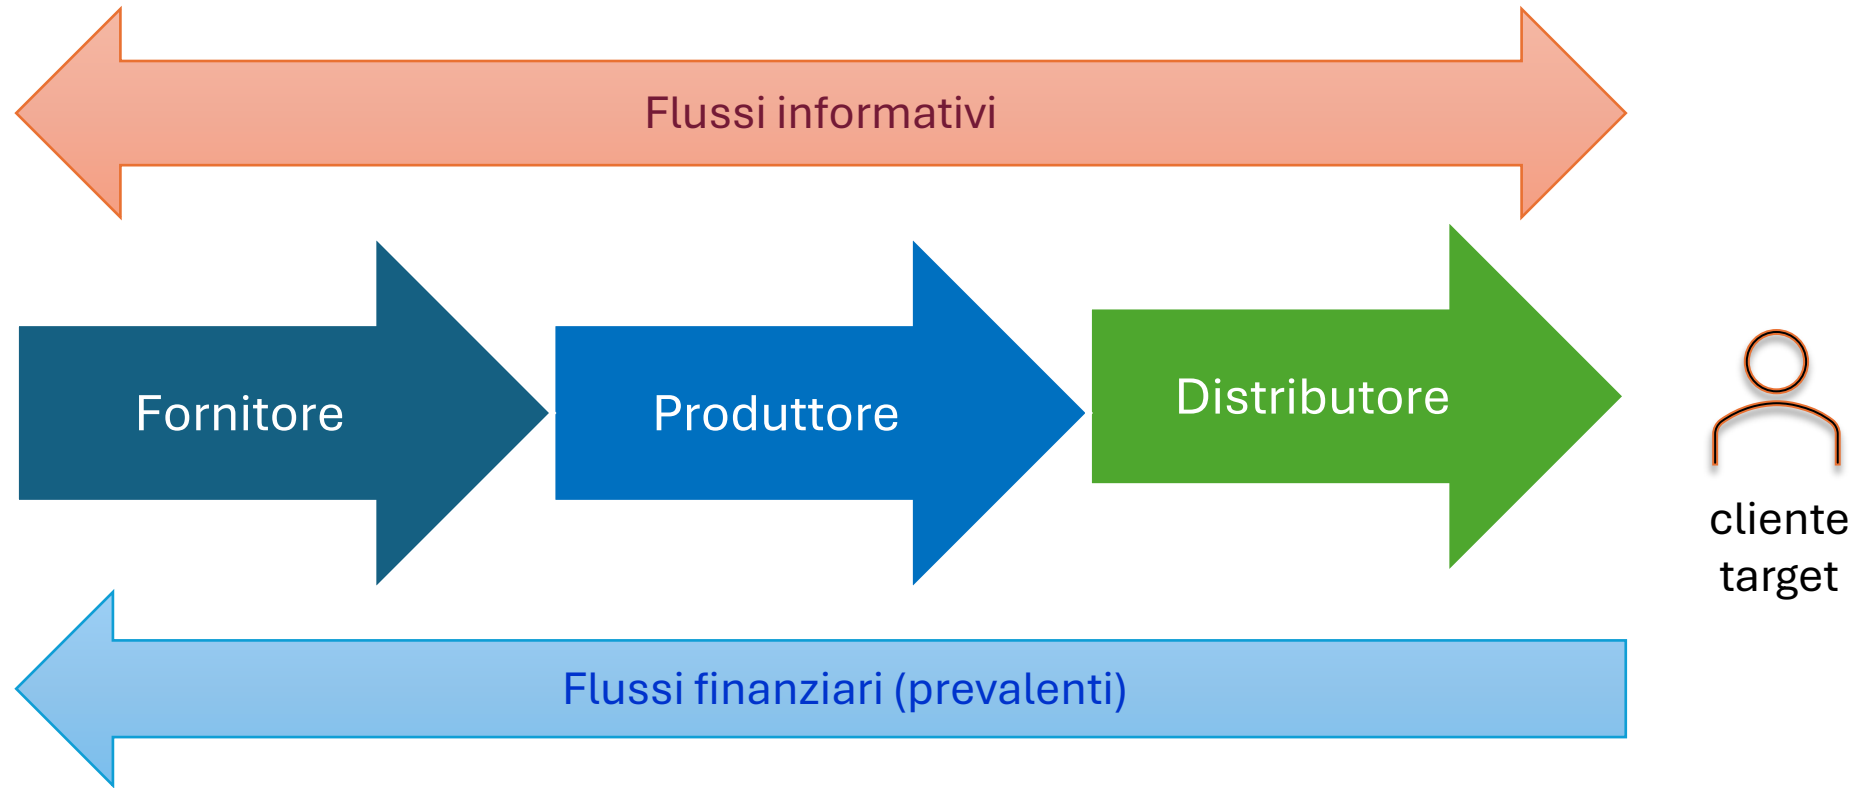 Flussi informativi
Fornitore
Produttore
Distributore
cliente
target
Flussi finanziari (prevalenti)